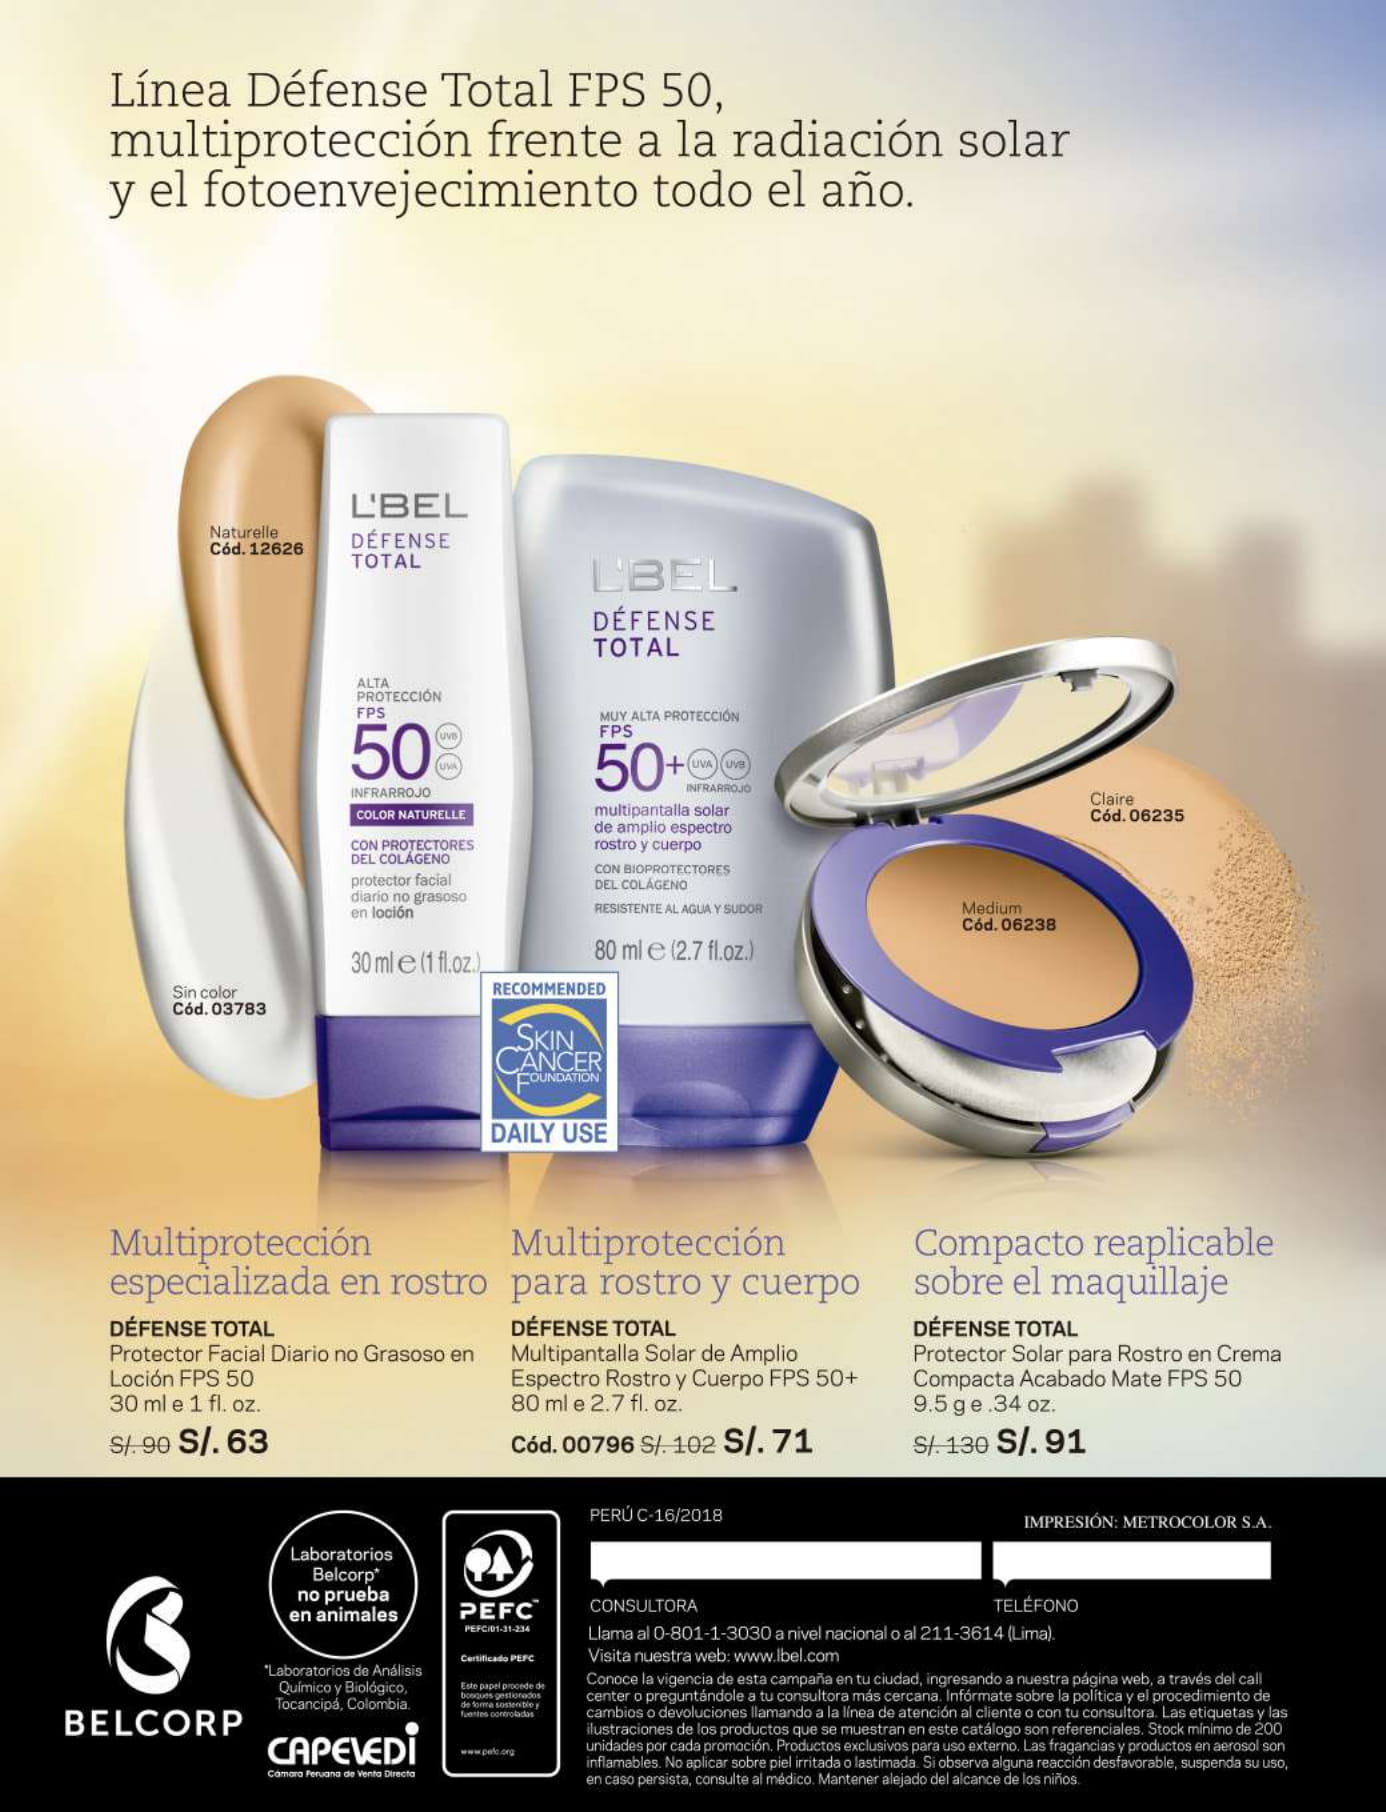 Línea Défense Total FPS 50,
multiprotección frente a la radiación solar
y el fotoenvejecimiento todo el año.
Naturelle
Cód. 12626
Sin color
Cód. 03783
L'BEL
DÉFENSE
TOTAL
ALTA
PROTECCIÓN
FPS
50
UVB
UVA
INFRARROJO
COLOR NATURELLE
CON PROTECTORES
DEL COLÁGENO
protector facial
diario no grasoso
en loción
30 ml e (1 fl.oz.)
L'BEL
DÉFENSE
TOTAL
MUY ALTA PROTECCIÓN
FPS
50+ UVA UVB
INFRARROJO
multipantalla solar
de amplio espectro
rostro y cuerpo
CON BIOPROTECTORES
DEL COLÁGENO
RESISTENTE AL AGUA Y SUDOR
80 ml e (2.7 fl.oz.)
RECOMMENDED
SKIN
CANCER
FOUNDATION
DAILY USE
Claire
Cód. 06235
Medium
Cód. 06238
Multiprotección
especializada en rostro
DÉFENSE TOTAL
Protector Facial Diario no Grasoso en
Loción FPS 50
30 ml e 1 fl. oz.
S/. 90 S/. 63
Multiprotección
para rostro y cuerpo
DÉFENSE TOTAL
Multipantalla Solar de Amplio
Espectro Rostro y Cuerpo FPS 50+
80 ml e 2.7 fl. oz.
Cód. 00796 S/. 102 S/. 71
Compacto reaplicable
sobre el maquillaje
DÉFENSE TOTAL
Protector Solar para Rostro en Crema
Compacta Acabado Mate FPS 50
9.5 g e .34 oz.
S/. 130 S/. 91
BELCORP
Laboratorios
Belcorp*
no prueba
en animales
*Laboratorios de Análisis
Químico y Biológico,
Tocancipá, Colombia.
CAPEVEDi
Cámara Peruana de Venta Directa
PEFC™
PEFC/01-31-234
Certificado PEFC
Este papel procede de
bosques gestionados
de forma sostenible y
fuentes controladas
www.pefc.org
PERÚ C-16/2018
IMPRESIÓN: METROCOLOR S.A.
CONSULTORA
TELÉFONO
Llama al 0-801-1-3030 a nivel nacional o al 211-3614 (Lima).
Visita nuestra web: www.lbel.com
Conoce la vigencia de esta campaña en tu ciudad, ingresando a nuestra página web, a través del call
center o preguntándole a tu consultora más cercana. Infórmate sobre la política y el procedimiento de
cambios o devoluciones llamando a la línea de atención al cliente o con tu consultora. Las etiquetas y las
ilustraciones de los productos que se muestran en este catálogo son referenciales. Stock mínimo de 200
unidades por cada promoción. Productos exclusivos para uso externo. Las fragancias y productos en aerosol son
inflamables. No aplicar sobre piel irritada o lastimada. Si observa alguna reacción desfavorable, suspenda su uso,
en caso persista, consulte al médico. Mantener alejado del alcance de los niños.